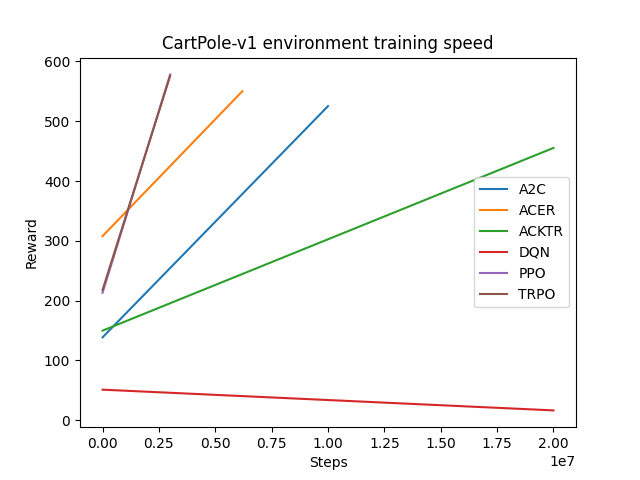 CartPole-v1 environment training speed
600
500
400
300
200
100
0
Reward
A2C
ACER
ACKTR
DQN
PPO
TRPO
0.00 0.25 0.50 0.75 1.00 1.25 1.50 1.75 2.00
Steps
1e7